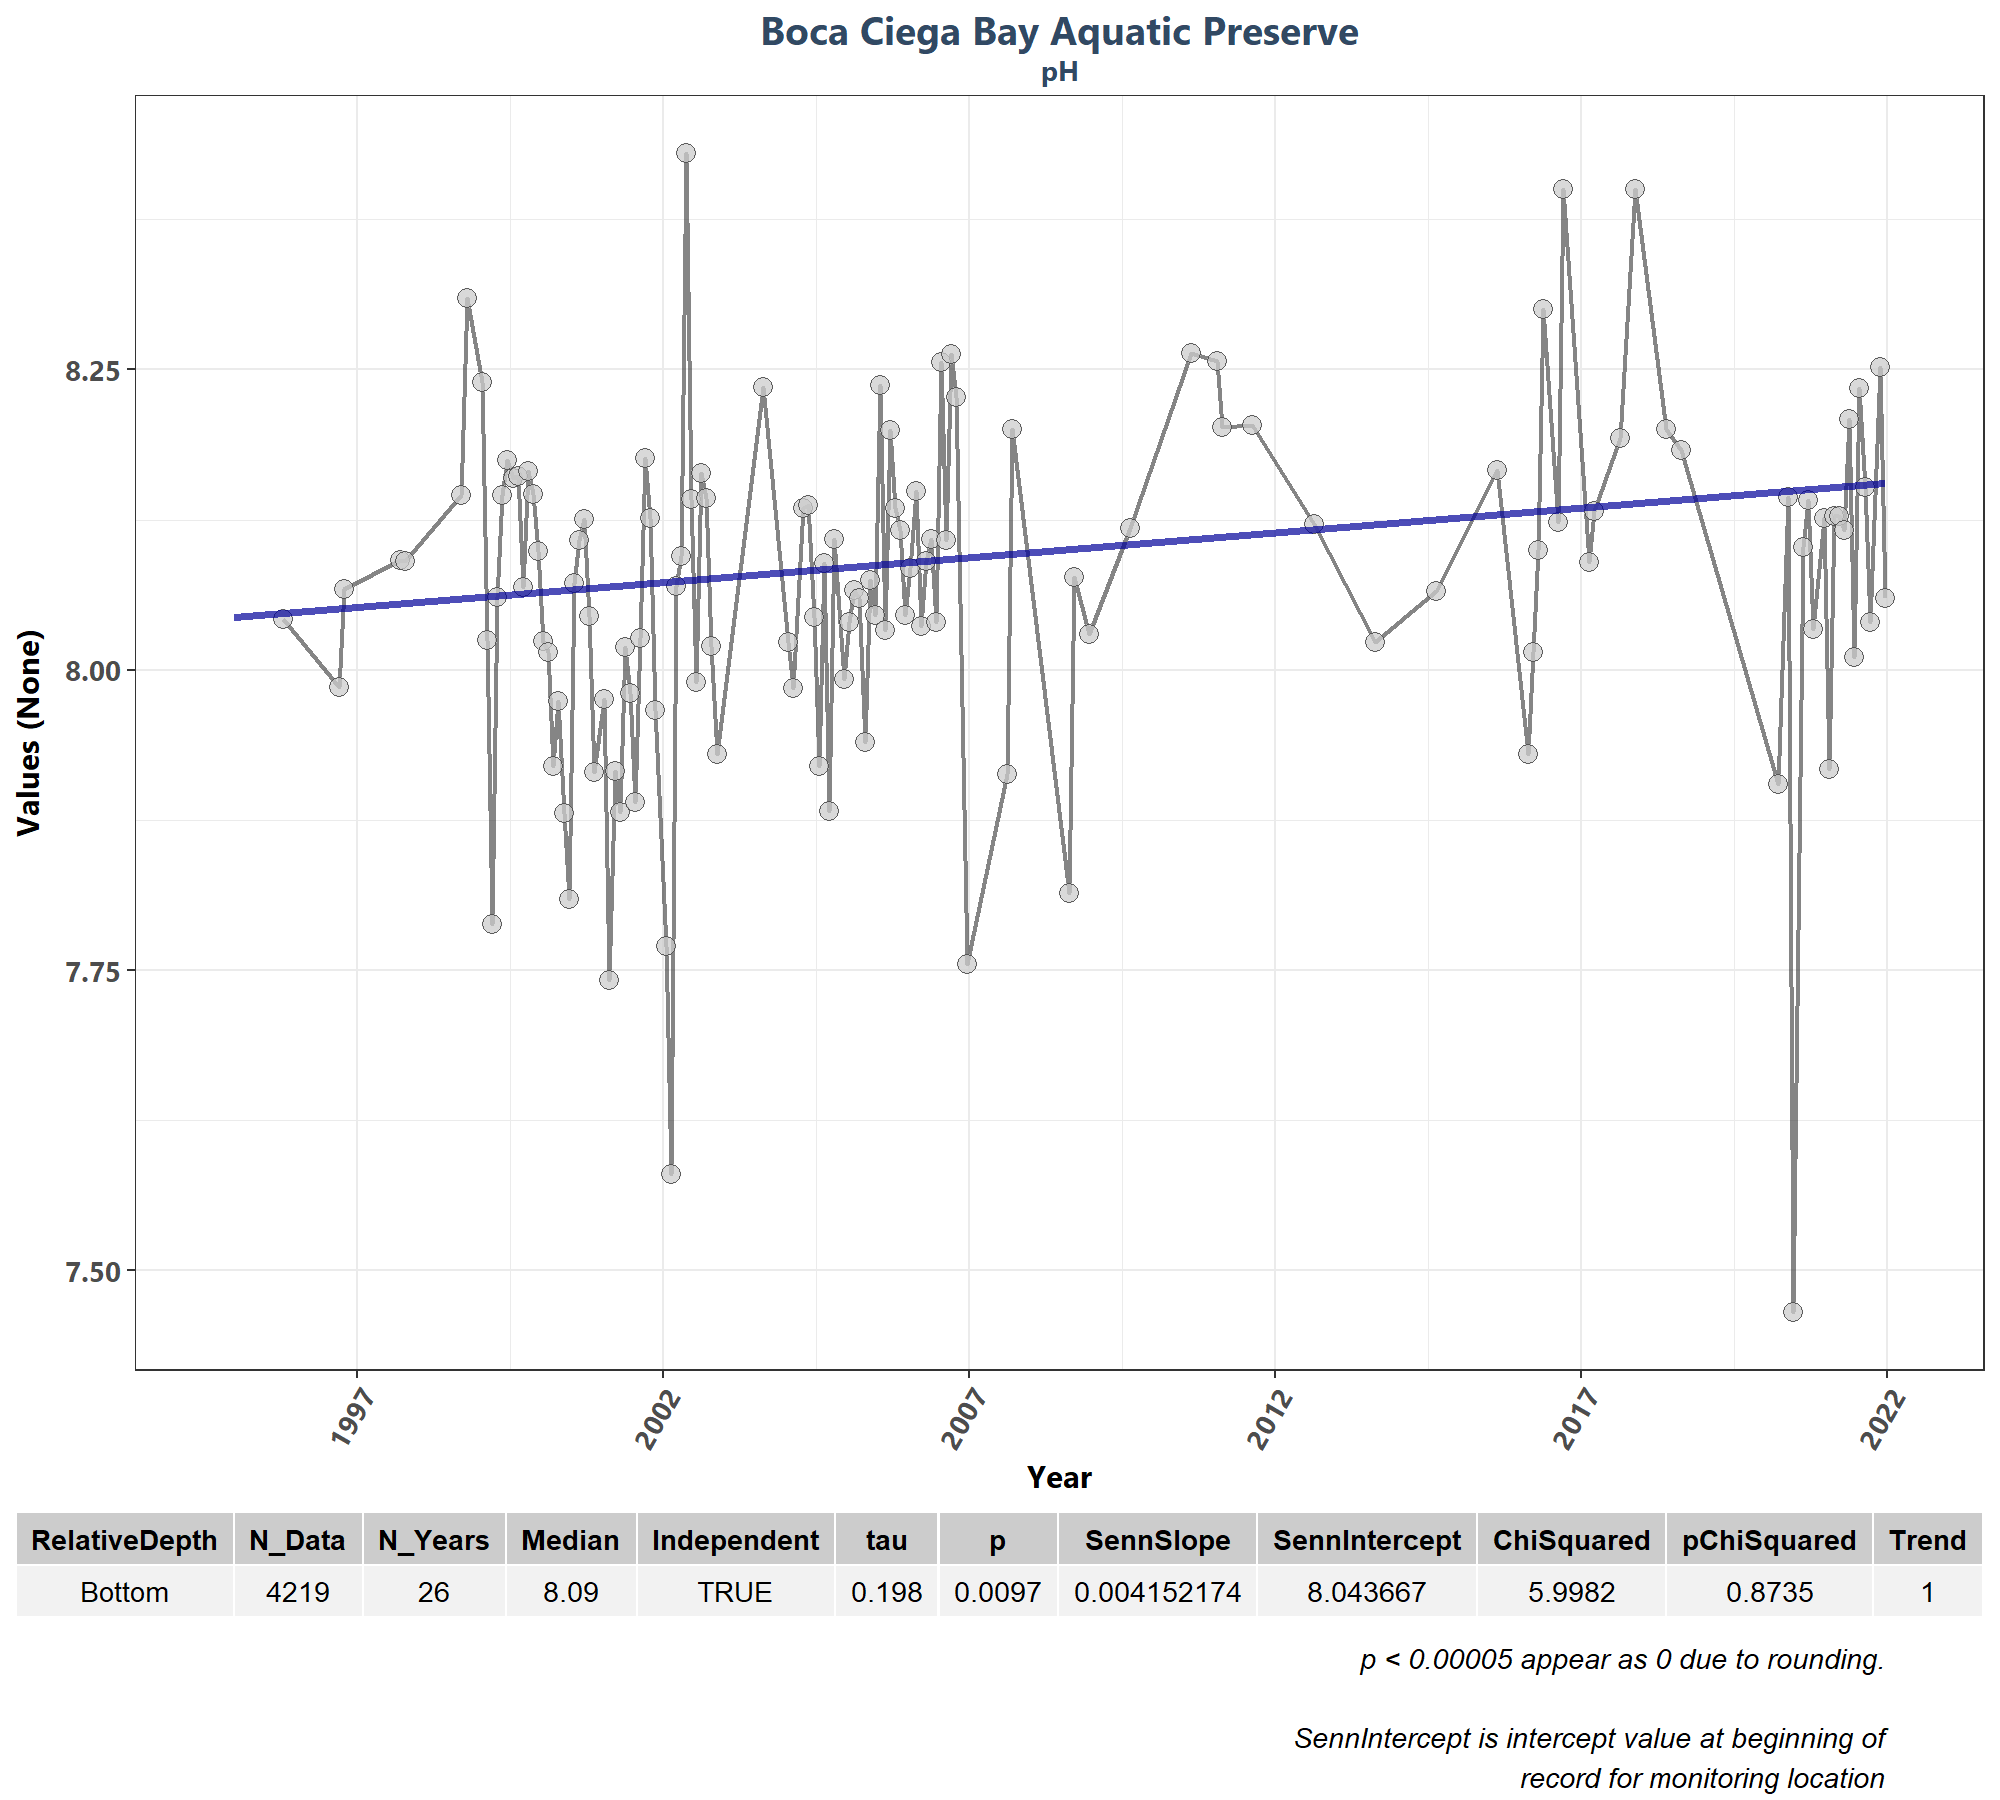 Boca Ciega Bay Aquatic Preserve
pH
Values (None)
8.25
8.00
7.75
7.50
1997 2002 2007 2012 2017 2022
Year
RelativeDepth N_Data N_Years Median Independent tau p SennSlope SennIntercept ChiSquared pChiSquared Trend
Bottom 4219 26 8.09 TRUE 0.198 0.0097 0.004152174 8.043667 5.9982 0.8735 1
p < 0.00005 appear as 0 due to rounding.
SennIntercept is intercept value at beginning of
record for monitoring location